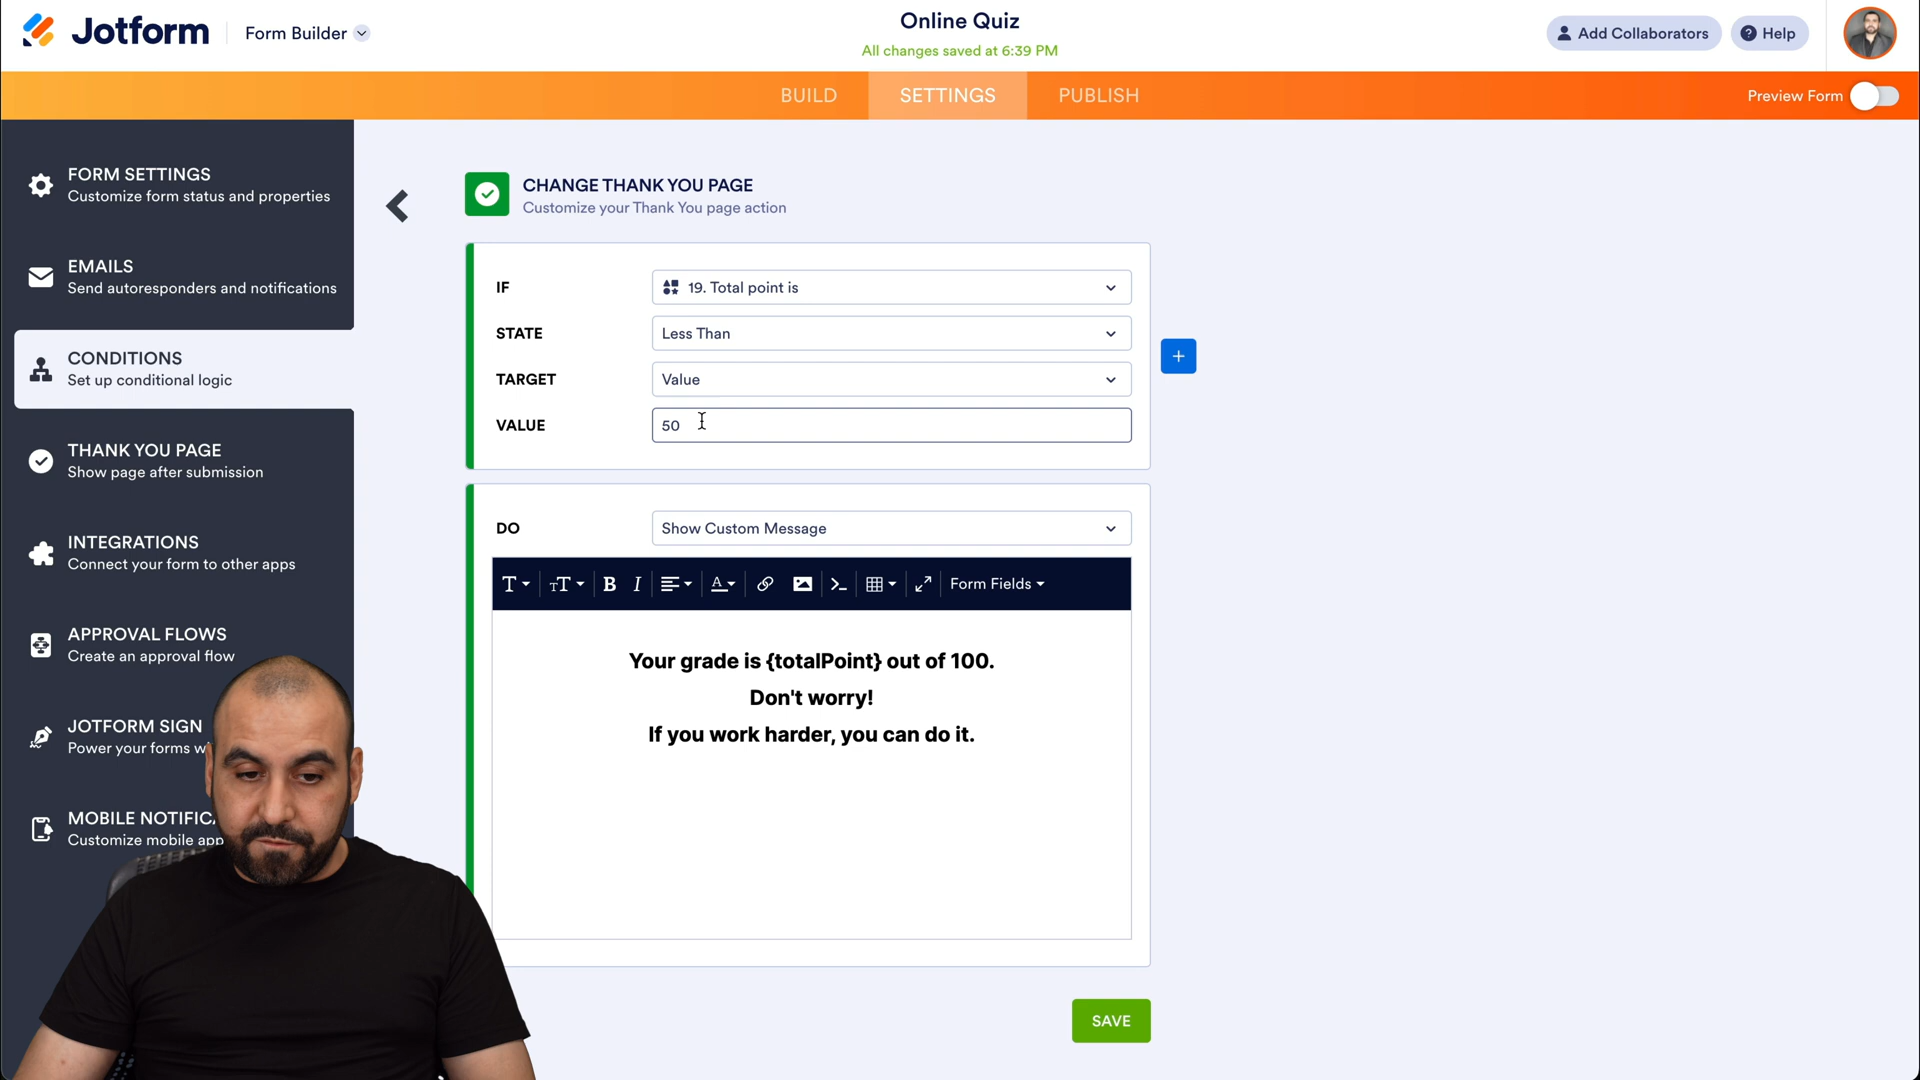 Jotform
Form Builder
Online Quiz
All changes saved at 6:39 PM
Add Collaborators
Help
BUILD
SETTINGS
PUBLISH
Preview Form
FORM SETTINGS
Customize form status and properties
EMAILS
Send autoresponders and notifications
CONDITIONS
Set up conditional logic
THANK YOU PAGE
Show page after submission
INTEGRATIONS
Connect your form to other apps
APPROVAL FLOWS
Create an approval flow
JOTFORM SIGN
Power your forms
MOBILE
Customize mobile app
CHANGE THANK YOU PAGE
Customize your Thank You page action
IF
19. Total point is
STATE
Less Than
TARGET
Value
VALUE
50
DO
Show Custom Message
Form Fields
Your grade is {totalPoint} out of 100.
Don't worry!
If you work harder, you can do it.
SAVE